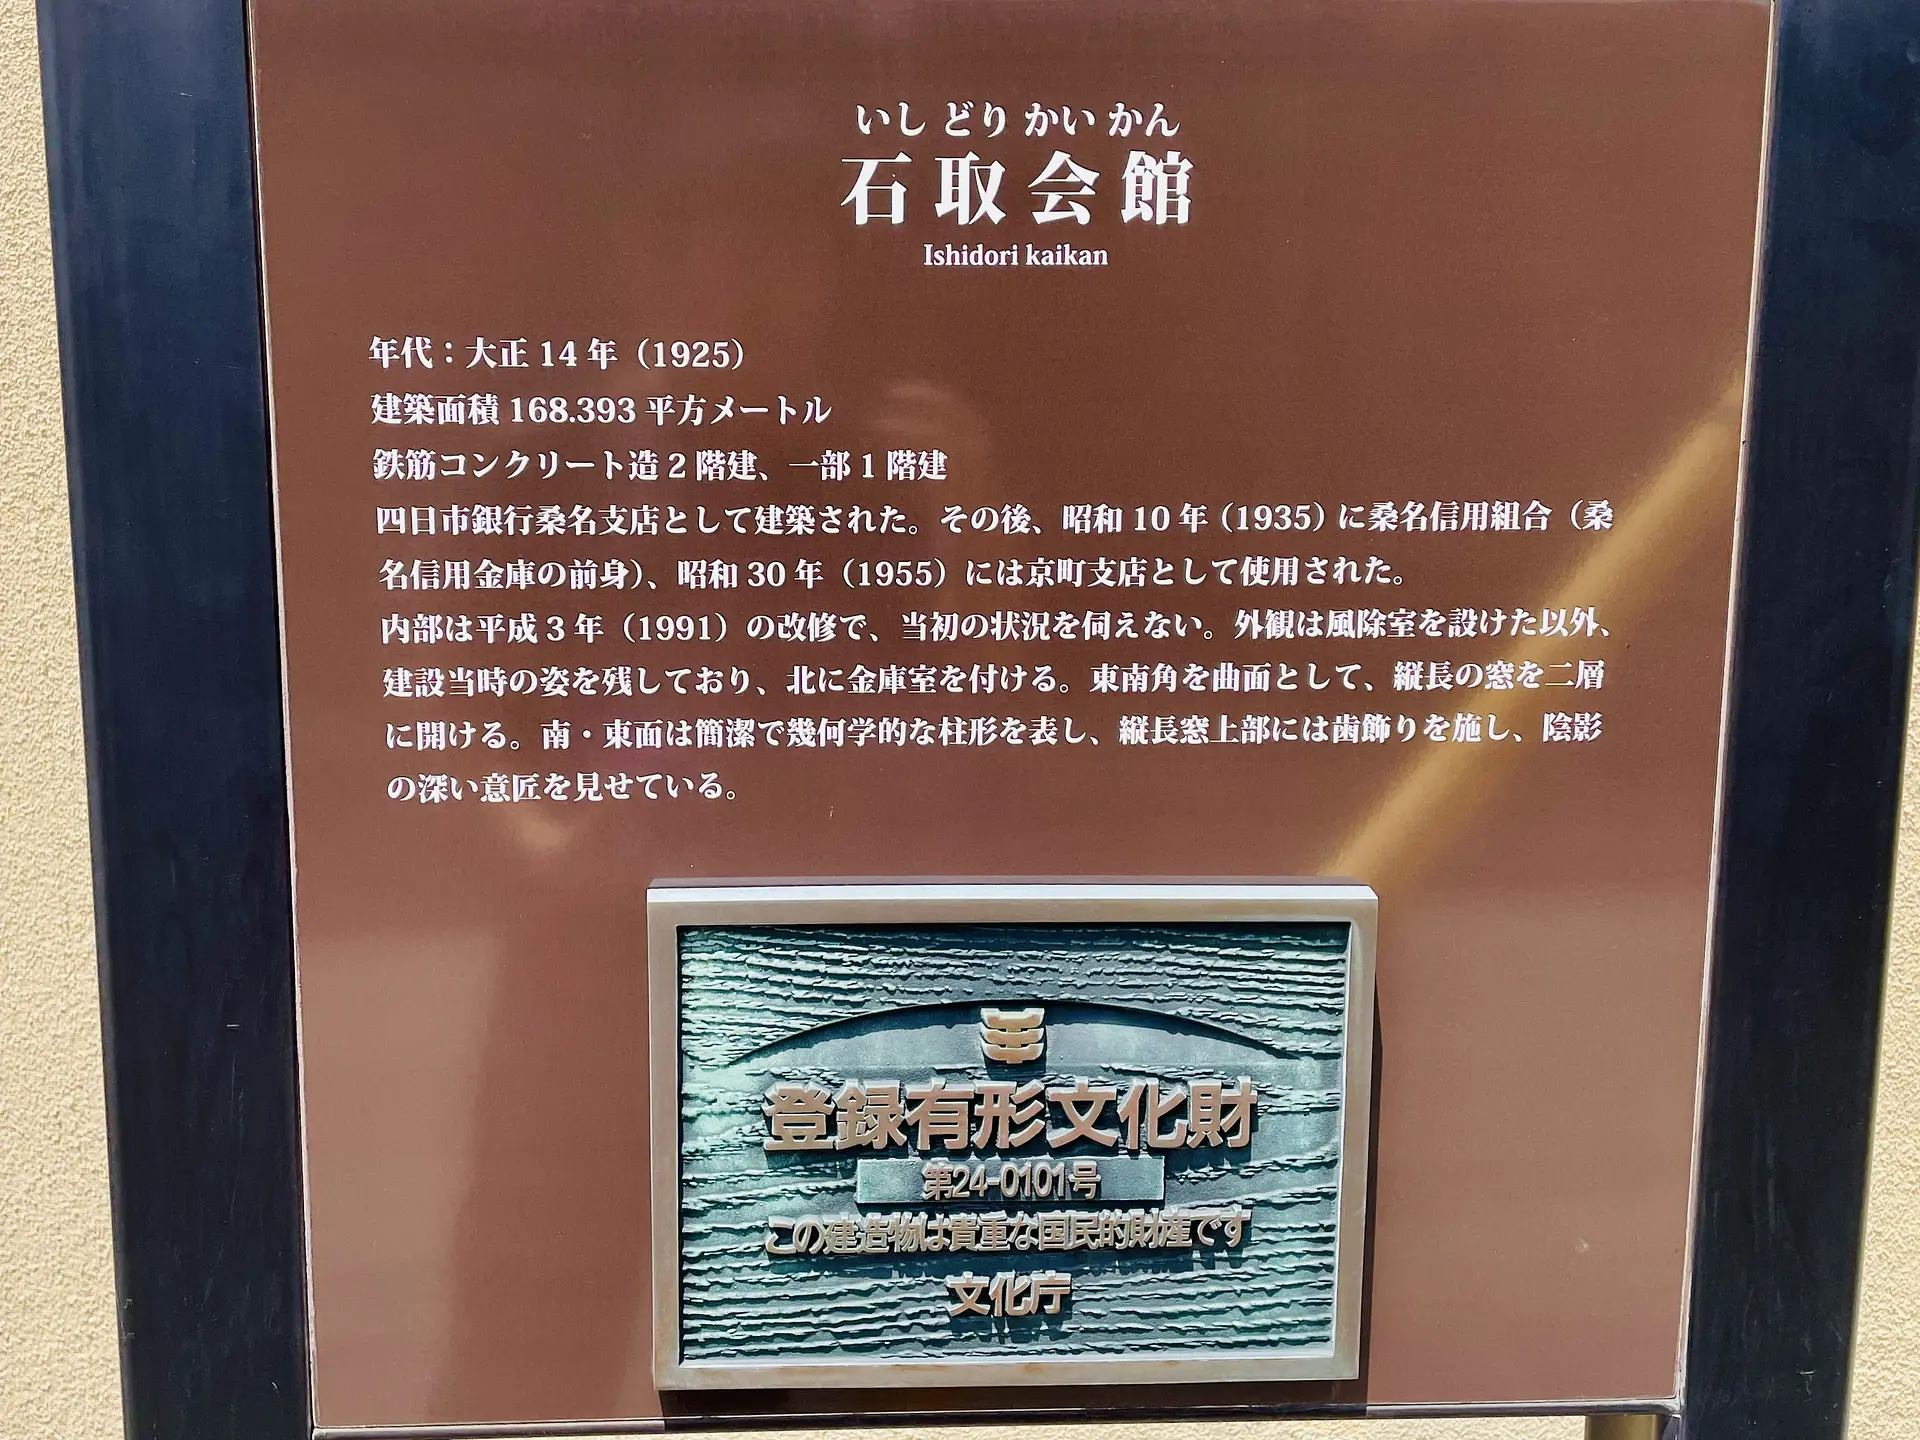 いし どり かい かん
石取会館
Ishidori kaikan
年代：大正 14 年（1925）
建築面積 168.393 平方メートル
鉄筋コンクリート造 2 階建、一部 1 階建
四日市銀行桑名支店として建築された。その後、昭和 10 年（1935）に桑名信用組合（桑
名信用金庫の前身）、昭和 30 年（1955）には京町支店として使用された。
内部は平成 3 年（1991）の改修で、当初の状況を伺えない。外観は風除室を設けた以外、
建設当時の姿を残しており、北に金庫室を付ける。東南角を曲面として、縦長の窓を二層
に開ける。南・東面は簡潔で幾何学的な柱形を表し、縦長窓上部には歯飾りを施し、陰影
の深い意匠を見せている。
登録有形文化財
第24-0101号
この建造物は貴重な国民的財産です
文化庁